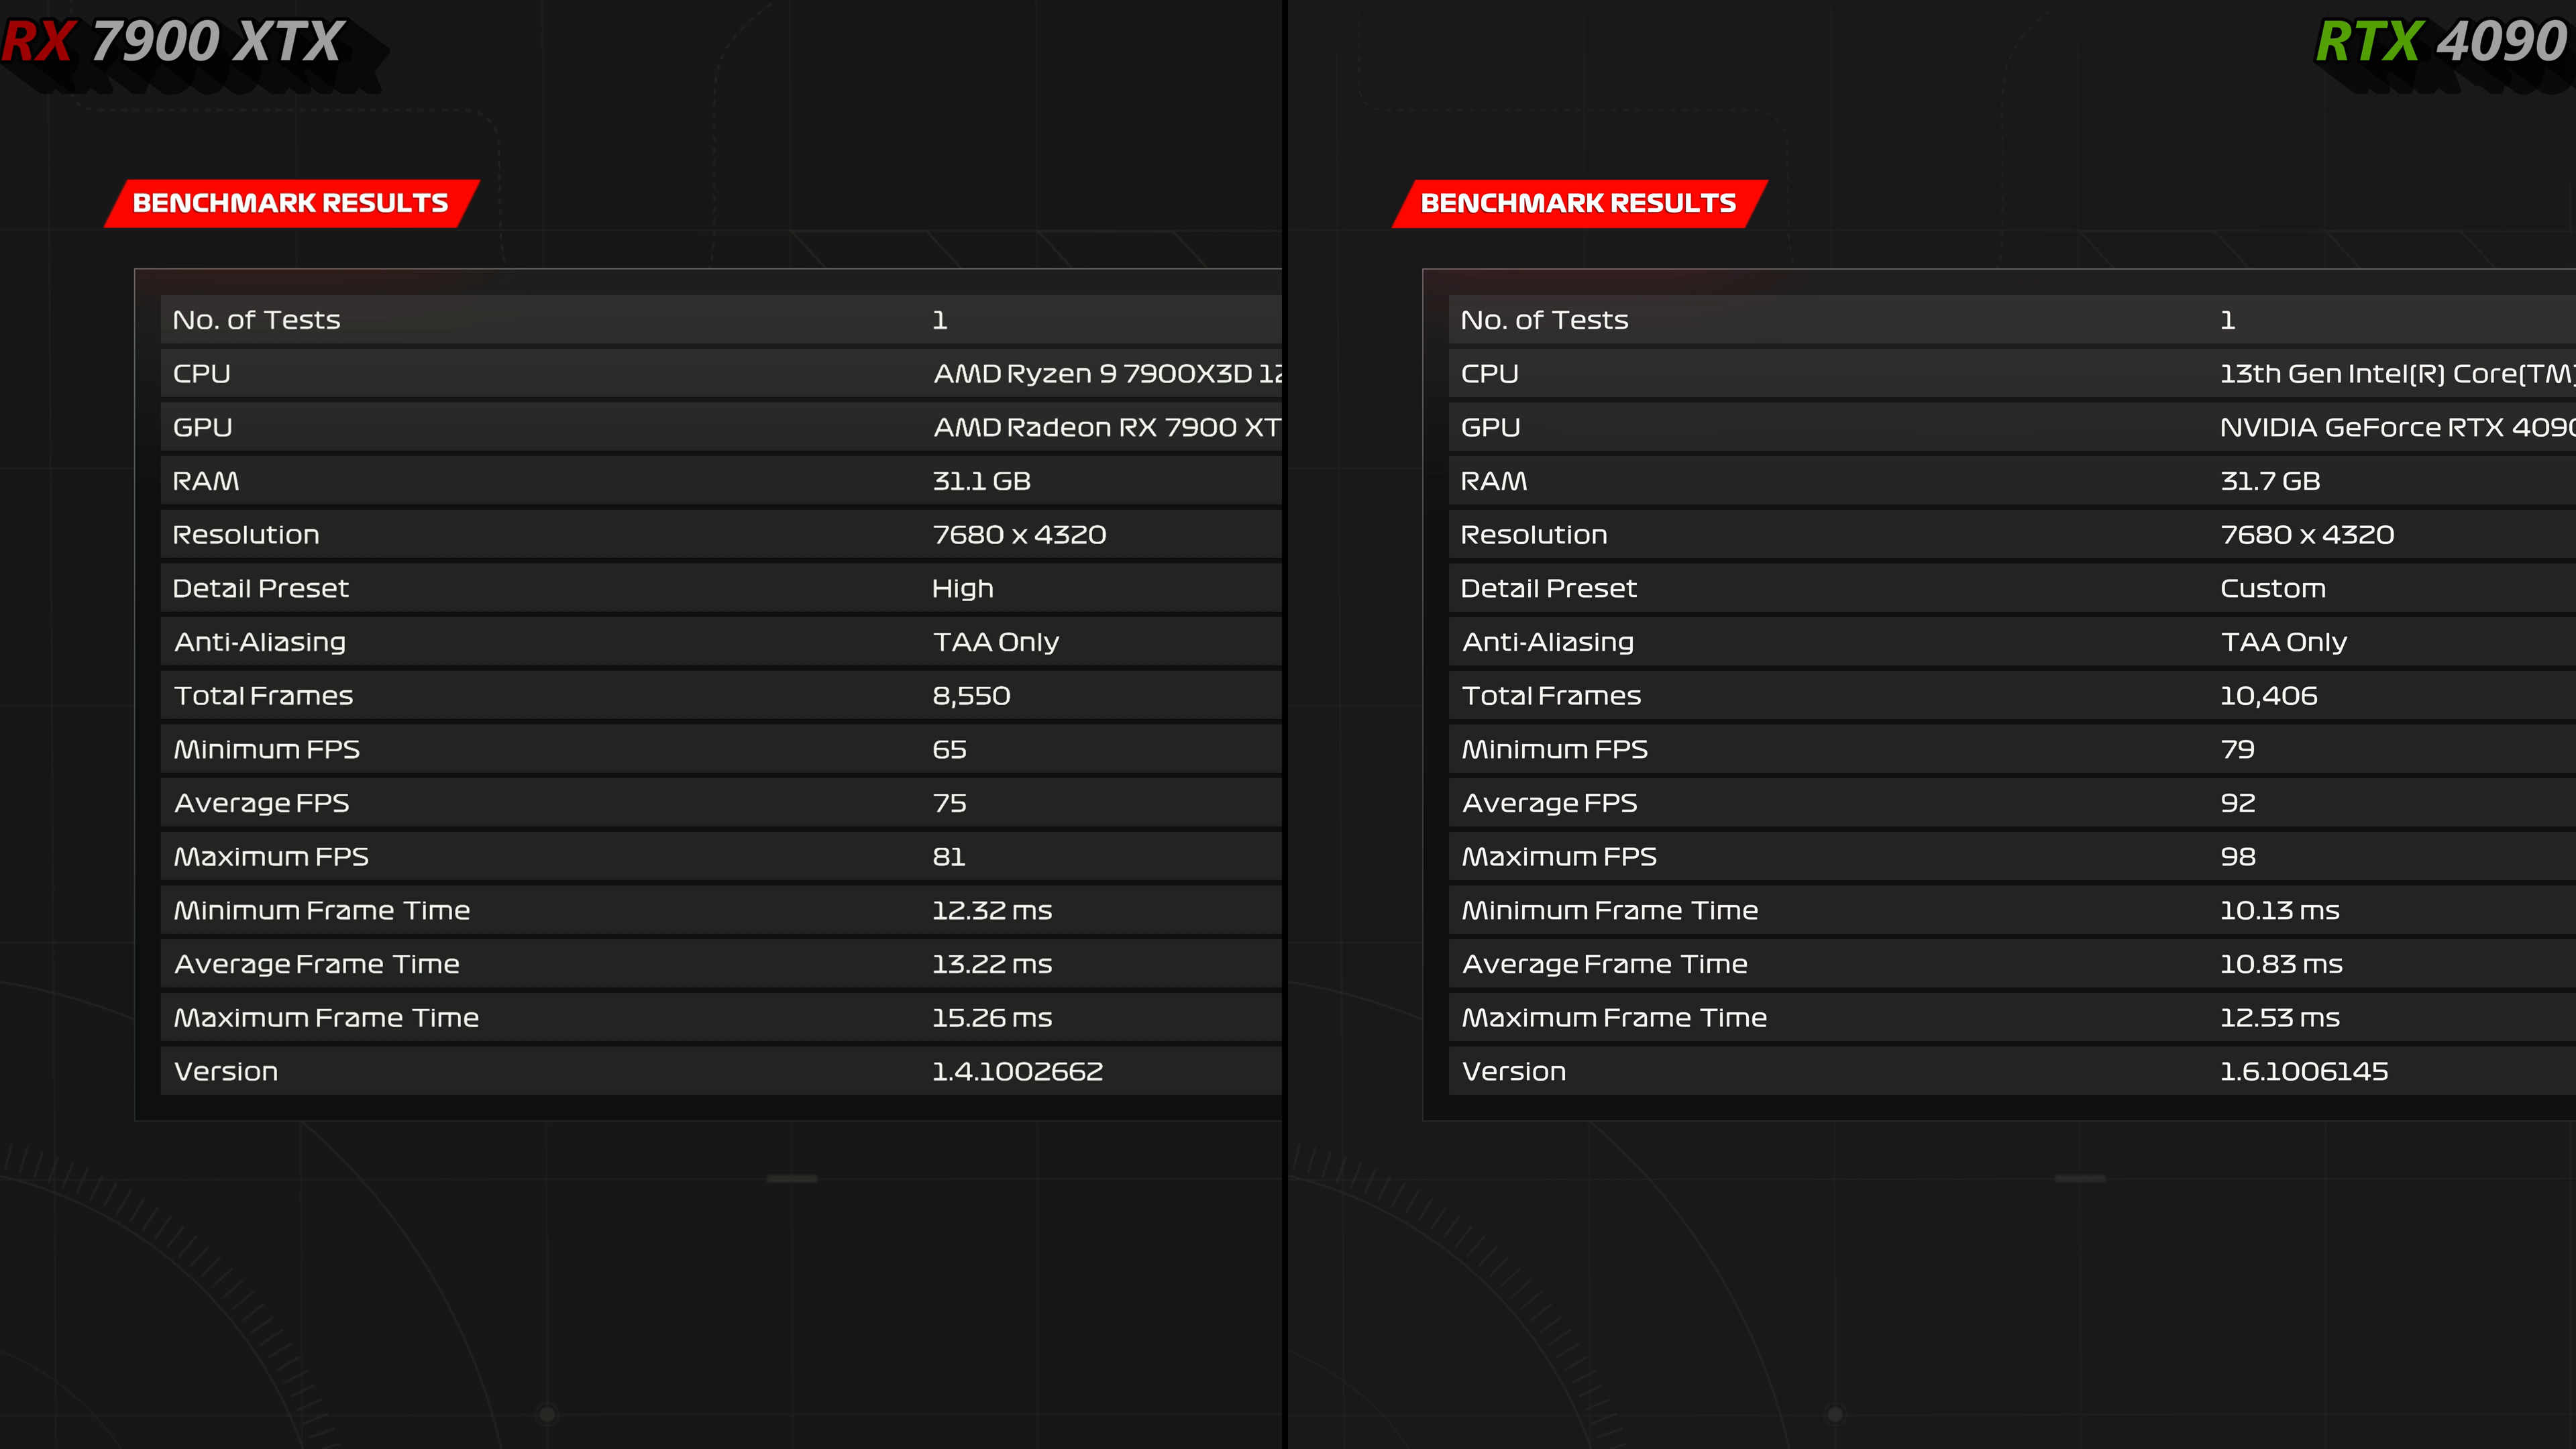 RX 7900 XTX
BENCHMARK RESULTS
No. of Tests 1
CPU AMD Ryzen 9 7900X3D 12
GPU AMD Radeon RX 7900 XT
RAM 31.1 GB
Resolution 7680 x 4320
Detail Preset High
Anti-Aliasing TAA Only
Total Frames 8,550
Minimum FPS 65
Average FPS 75
Maximum FPS 81
Minimum Frame Time 12.32 ms
Average Frame Time 13.22 ms
Maximum Frame Time 15.26 ms
Version 1.4.1002662
RTX 4090
BENCHMARK RESULTS
No. of Tests 1
CPU 13th Gen Intel(R) Core(TM)
GPU NVIDIA GeForce RTX 4090
RAM 31.7 GB
Resolution 7680 x 4320
Detail Preset Custom
Anti-Aliasing TAA Only
Total Frames 10,406
Minimum FPS 79
Average FPS 92
Maximum FPS 98
Minimum Frame Time 10.13 ms
Average Frame Time 10.83 ms
Maximum Frame Time 12.53 ms
Version 1.6.1006145